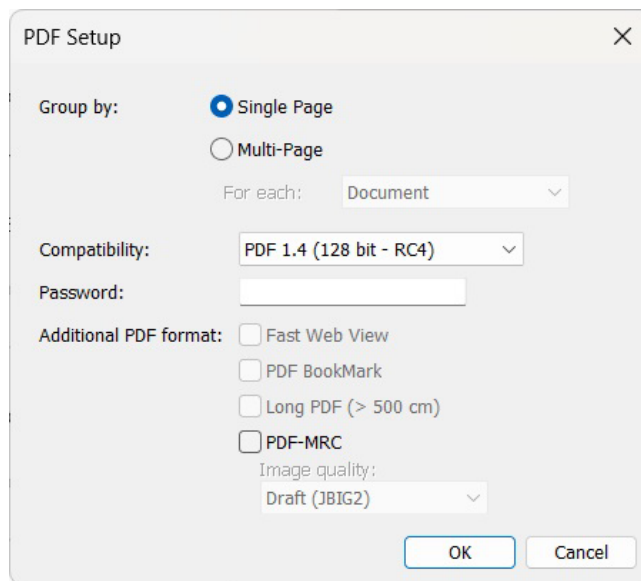 PDF Setup
Group by: Single Page
Multi-Page
For each: Document
Compatibility: PDF 1.4 (128 bit - RC4)
Password:
Additional PDF format: Fast Web View
PDF BookMark
Long PDF (> 500 cm)
PDF-MRC
Image quality:
Draft (JBIG2)
OK Cancel